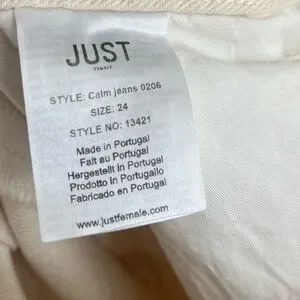 JUST
FEMALE
STYLE: Calm jeans 0206
SIZE: 24
STYLE NO: 13421
Made in Portugal
Fait au Portugal
Hergestellt in Portugal
Prodotto in Portogallo
Fabricado en Portugal
www.justfemale.com